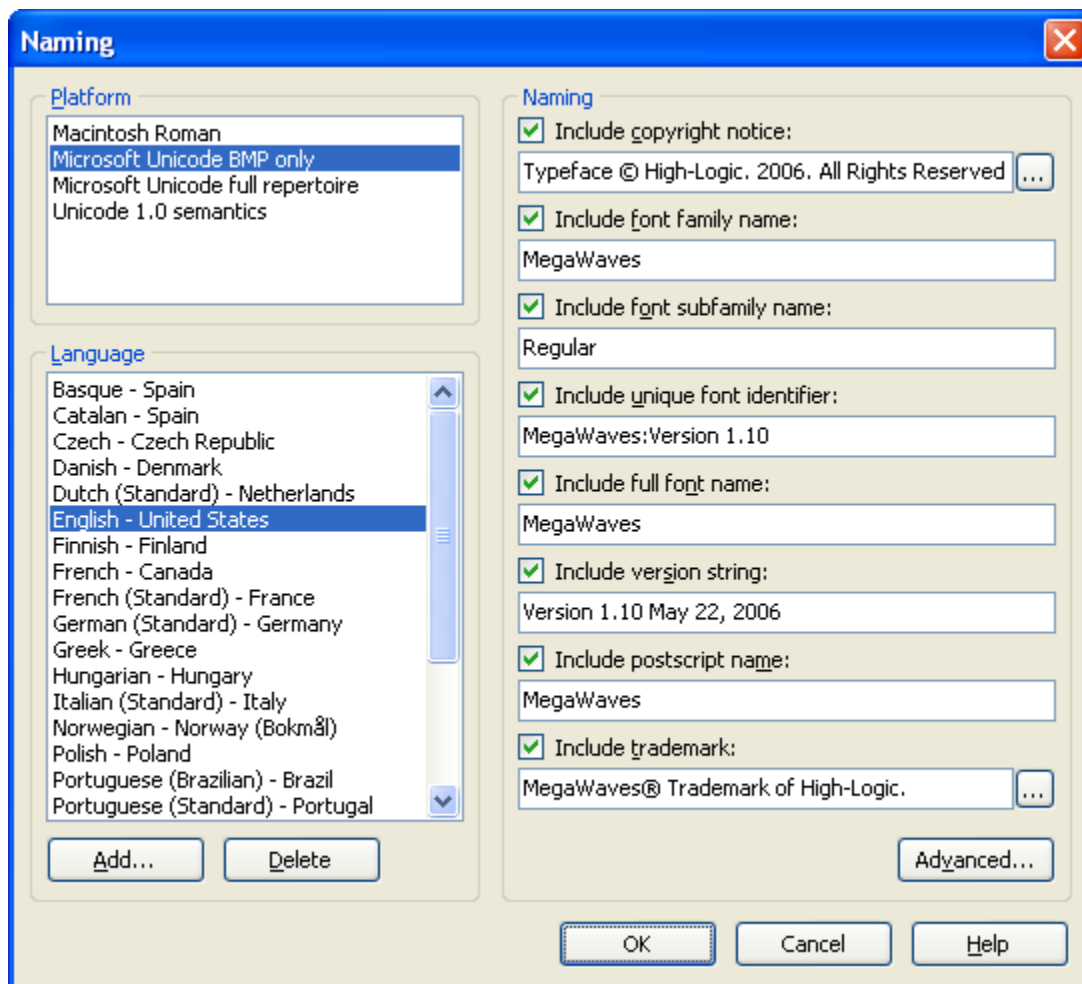 Naming
Platform
Macintosh Roman
Microsoft Unicode BMP only
Microsoft Unicode full repertoire
Unicode 1.0 semantics
Language
Basque - Spain
Catalan - Spain
Czech - Czech Republic
Danish - Denmark
Dutch (Standard) - Netherlands
English - United States
Finnish - Finland
French - Canada
French (Standard) - France
German (Standard) - Germany
Greek - Greece
Hungarian - Hungary
Italian (Standard) - Italy
Norwegian - Norway (Bokmål)
Polish - Poland
Portuguese (Brazilian) - Brazil
Portuguese (Standard) - Portugal
Add...
Delete
Naming
Include copyright notice:
Typeface © High-Logic. 2006. All Rights Reserved
...
Include font family name:
MegaWaves
Include font subfamily name:
Regular
Include unique font identifier:
MegaWaves:Version 1.10
Include full font name:
MegaWaves
Include version string:
Version 1.10 May 22, 2006
Include postscript name:
MegaWaves
Include trademark:
MegaWaves® Trademark of High-Logic.
...
Advanced...
OK
Cancel
Help